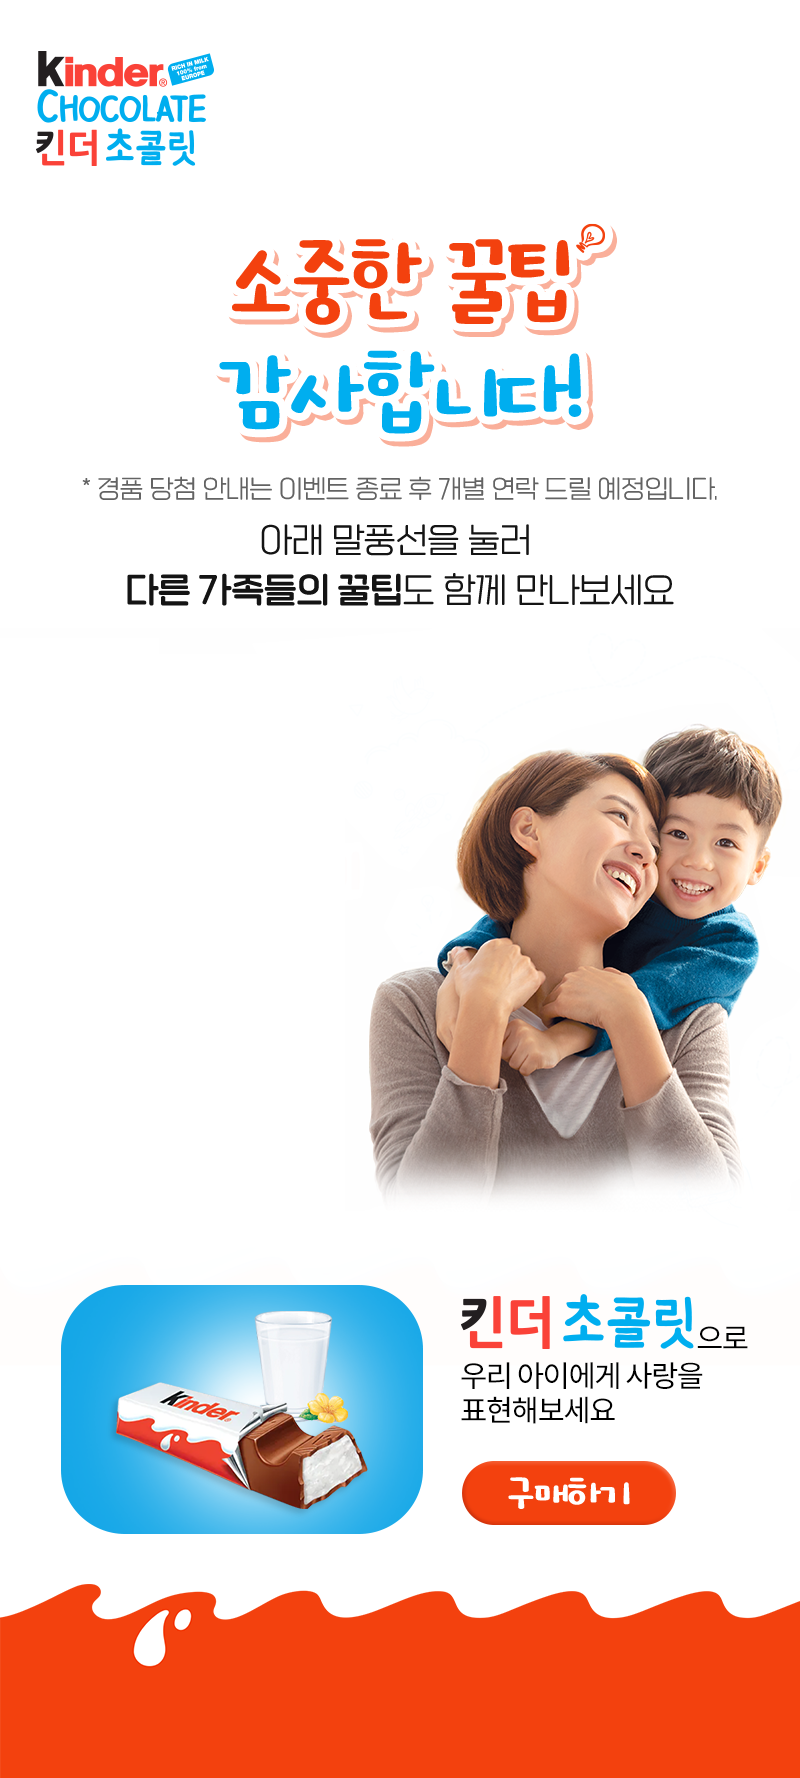 Kinder®
RICH IN MILK
100% from
EUROPE
CHOCOLATE
킨더 초콜릿
소중한 꿀팁
감사합니다!
* 경품 당첨 안내는 이벤트 종료 후 개별 연락 드릴 예정입니다.
아래 말풍선을 눌러
다른 가족들의 꿀팁도 함께 만나보세요
Kinder®
킨더 초콜릿으로
우리 아이에게 사랑을
표현해보세요
구매하기